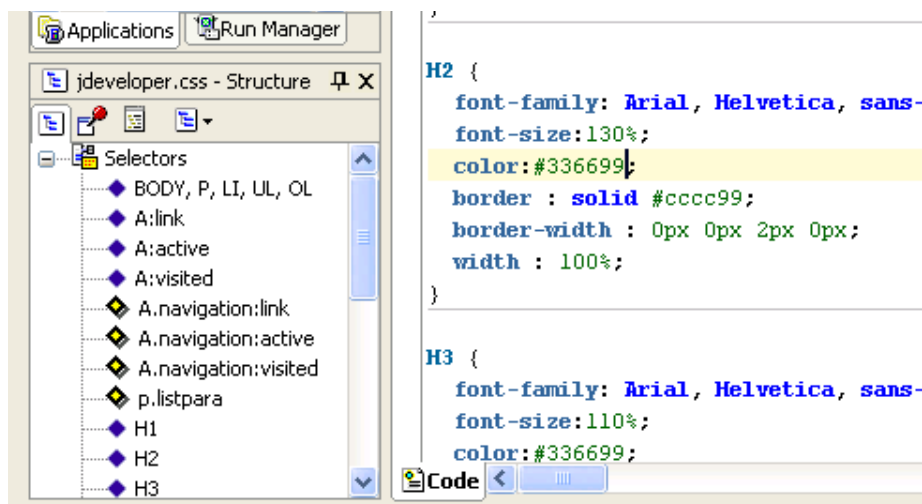 Applications Run Manager
jdeveloper.css - Structure
Selectors
BODY, P, LI, UL, OL
A:link
A:active
A:visited
A.navigation:link
A.navigation:active
A.navigation:visited
p.listpara
H1
H2
H3
}
H2 {
font-family: Arial, Helvetica, sans-
font-size:130%;
color:#336699;
border : solid #cccc99;
border-width : 0px 0px 2px 0px;
width : 100%;
}
H3 {
font-family: Arial, Helvetica, sans-
font-size:110%;
color:#336699;
Code